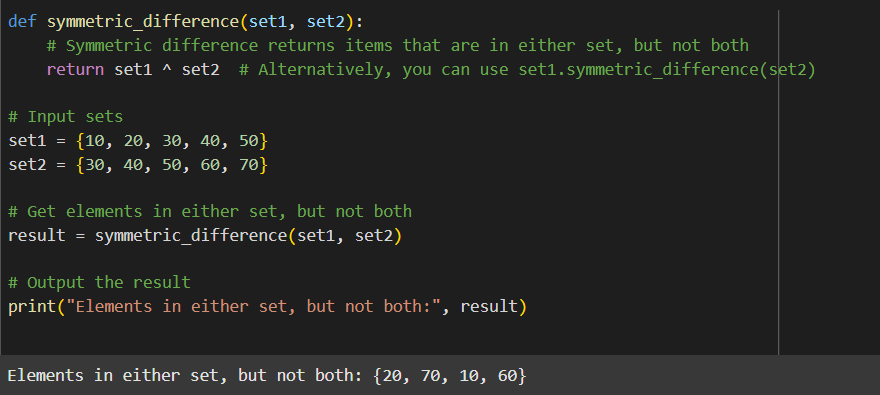 def symmetric_difference(set1, set2):
    # Symmetric difference returns items that are in either set, but not both
    return set1 ^ set2  # Alternatively, you can use set1.symmetric_difference(set2)

# Input sets
set1 = {10, 20, 30, 40, 50}
set2 = {30, 40, 50, 60, 70}

# Get elements in either set, but not both
result = symmetric_difference(set1, set2)

# Output the result
print("Elements in either set, but not both:", result)

Elements in either set, but not both: {20, 70, 10, 60}